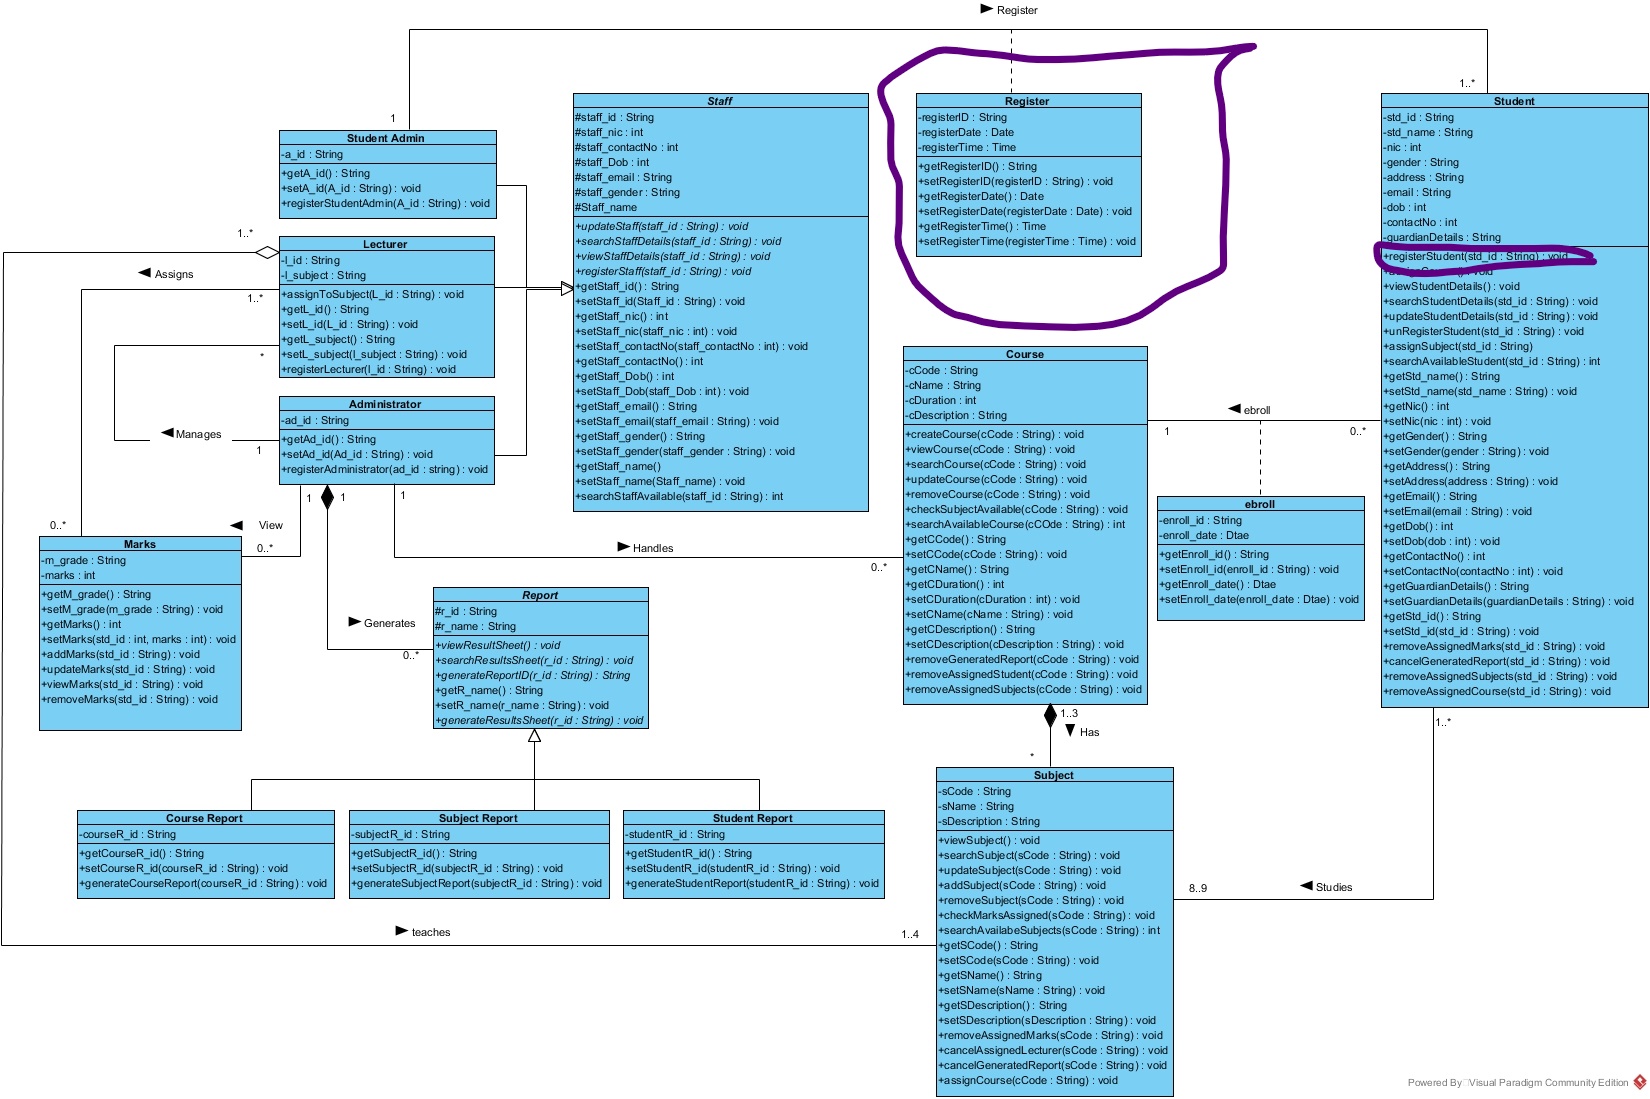 Register
1
1..*
Student Admin
-a_id : String
+getA_id() : String
+setA_id(A_id : String) : void
+registerStudentAdmin(A_id : String) : void
Staff
#staff_id : String
#staff_nic : int
#staff_contactNo : int
#staff_Dob : int
#staff_email : String
#staff_gender : String
#Staff_name
+updateStaff(staff_id : String) : void
+searchStaffDetails(staff_id : String) : void
+viewStaffDetails(staff_id : String) : void
+registerStaff(staff_id : String) : void
+getStaff_id() : String
+setStaff_id(Staff_id : String) : void
+getStaff_nic() : int
+setStaff_nic(staff_nic : int) : void
+setStaff_contactNo(staff_contactNo : int) : void
+getStaff_contactNo() : int
+getStaff_Dob() : int
+setStaff_Dob(staff_Dob : int) : void
+getStaff_email() : String
+setStaff_email(staff_email : String) : void
+getStaff_gender() : String
+setStaff_gender(staff_gender : String) : void
+getStaff_name()
+setStaff_name(Staff_name) : void
+searchStaffAvailable(staff_id : String) : int
Register
-registerID : String
-registerDate : Date
-registerTime : Time
+getRegisterID() : String
+setRegisterID(registerID : String) : void
+getRegisterDate() : Date
+setRegisterDate(registerDate : Date) : void
+getRegisterTime() : Time
+setRegisterTime(registerTime : Time) : void
Student
-std_id : String
-std_name : String
-nic : int
-gender : String
-address : String
-email : String
-dob : int
-contactNo : int
-guardianDetails : String
+registerStudent(std_id : String) : void
() : void
+viewStudentDetails() : void
+searchStudentDetails(std_id : String) : void
+updateStudentDetails(std_id : String) : void
+unRegisterStudent(std_id : String) : void
+assignSubject(std_id : String)
+searchAvailableStudent(std_id : String) : int
+getStd_name() : String
+setStd_name(std_name : String) : void
+getNic() : int
+setNic(nic : int) : void
+getGender() : String
+setGender(gender : String) : void
+getAddress() : String
+setAddress(address : String) : void
+getEmail() : String
+setEmail(email : String) : void
+getDob() : int
+setDob(dob : int) : void
+getContactNo() : int
+setContactNo(contactNo : int) : void
+getGuardianDetails() : String
+setGuardianDetails(guardianDetails : String) : void
+getStd_id() : String
+setStd_id(std_id : String) : void
+removeAssignedMarks(std_id : String) : void
+cancelGeneratedReport(std_id : String) : void
+removeAssignedSubjects(std_id : String) : void
+removeAssignedCourse(std_id : String) : void
1..*
Lecturer
-l_id : String
-l_subject : String
+assignToSubject(L_id : String) : void
+getL_id() : String
+setL_id(L_id : String) : void
+getL_subject() : String
+setL_subject(l_subject : String) : void
+registerLecturer(l_id : String) : void
Assigns
1..*
*
Administrator
-ad_id : String
+getAd_id() : String
+setAd_id(Ad_id : String) : void
+registerAdministrator(ad_id : string) : void
Manages
1
Course
-cCode : String
-cName : String
-cDuration : int
-cDescription : String
+createCourse(cCode : String) : void
+viewCourse(cCode : String) : void
+searchCourse(cCode : String) : void
+updateCourse(cCode : String) : void
+removeCourse(cCode : String) : void
+checkSubjectAvailable(cCode : String) : void
+searchAvailableCourse(cCOde : String) : int
+getCCode() : String
+setCCode(cCode : String) : void
+getCName() : String
+getCDuration() : int
+setCDuration(cDuration : int) : void
+setCName(cName : String) : void
+getCDescription() : String
+setCDescription(cDescription : String) : void
+removeGeneratedReport(cCode : String) : void
+removeAssignedStudent(cCode : String) : void
+removeAssignedSubjects(cCode : String) : void
ebroll
1
0..*
ebroll
-enroll_id : String
-enroll_date : Dtae
+getEnroll_id() : String
+setEnroll_id(enroll_id : String) : void
+getEnroll_date() : Dtae
+setEnroll_date(enroll_date : Dtae) : void
1
1
1
0..*
View
0..*
Handles
0..*
Marks
-m_grade : String
-marks : int
+getM_grade() : String
+setM_grade(m_grade : String) : void
+getMarks() : int
+setMarks(std_id : int, marks : int) : void
+addMarks(std_id : String) : void
+updateMarks(std_id : String) : void
+viewMarks(std_id : String) : void
+removeMarks(std_id : String) : void
Generates
0..*
Report
#r_id : String
#r_name : String
+viewResultSheet() : void
+searchResultsSheet(r_id : String) : void
+generateReportID(r_id : String) : String
+getR_name() : String
+setR_name(r_name : String) : void
+generateResultsSheet(r_id : String) : void
1..3
Has
*
1..*
Course Report
-courseR_id : String
+getCourseR_id() : String
+setCourseR_id(courseR_id : String) : void
+generateCourseReport(courseR_id : String) : void
Subject Report
-subjectR_id : String
+getSubjectR_id() : String
+setSubjectR_id(subjectR_id : String) : void
+generateSubjectReport(subjectR_id : String) : void
Student Report
-studentR_id : String
+getStudentR_id() : String
+setStudentR_id(studentR_id : String) : void
+generateStudentReport(studentR_id : String) : void
Subject
-sCode : String
-sName : String
-sDescription : String
+viewSubject() : void
+searchSubject(sCode : String) : void
+updateSubject(sCode : String) : void
+addSubject(sCode : String) : void
+removeSubject(sCode : String) : void
+checkMarksAssigned(sCode : String) : void
+searchAvailabeSubjects(sCode : String) : int
+getSCode() : String
+setSCode(sCode : String) : void
+getSName() : String
+setSName(sName : String) : void
+getSDescription() : String
+setSDescription(sDescription : String) : void
+removeAssignedMarks(sCode : String) : void
+cancelAssignedLecturer(sCode : String) : void
+cancelGeneratedReport(sCode : String) : void
+assignCourse(cCode : String) : void
8..9
Studies
teaches
1..4
Powered By Visual Paradigm Community Edition